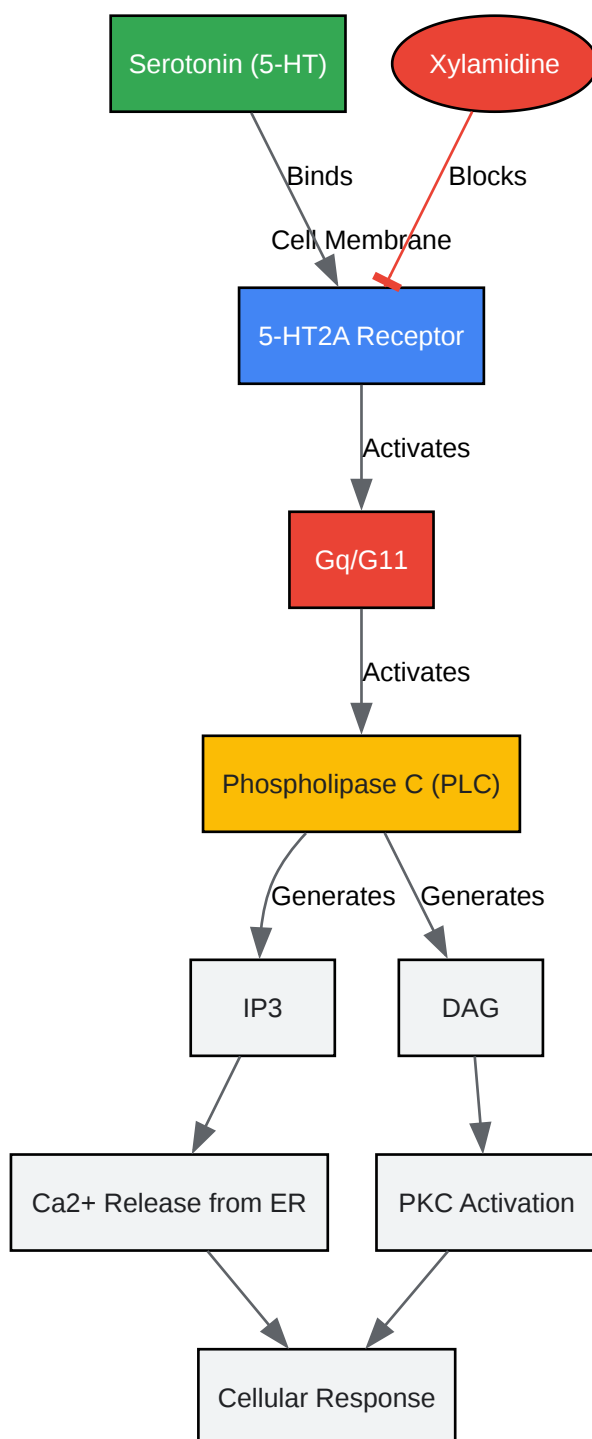 Serotonin (5-HT)
Xylamidine
Binds
Blocks
Cell Membrane
5-HT2A Receptor
Activates
Gq/G11
Activates
Phospholipase C (PLC)
Generates
Generates
IP3
DAG
Ca2+ Release from ER
PKC Activation
Cellular Response